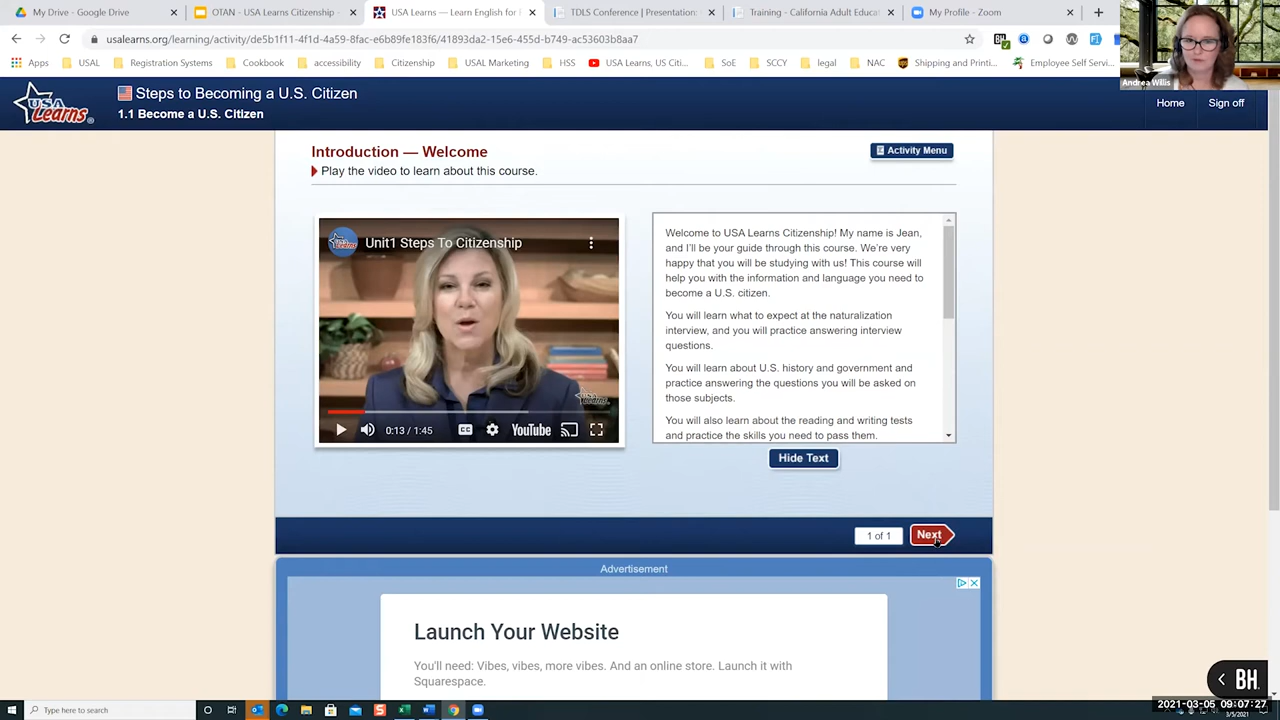 My Drive - Google Drive
OTAN - USA Learns Citizenship -
USA Learns — Learn English for
TDLS Conference | Presentation:
Training - California Adult Educ
My Profile - Zoom
usalearns.org/learning/activity/de5b1f11-4f1d-4a59-8fac-e6b89fe183f6/41893da2-15e6-455d-b749-ac53603b8aa7
Apps
USAL
Registration Systems
Cookbook
accessibility
Citizenship
USAL Marketing
HSS
USA Learns, US Citi...
SoE
SCCY
legal
NAC
Shipping and Printi...
Employee Self Servi...
Andrea Willis
USA Learns
Steps to Becoming a U.S. Citizen
1.1 Become a U.S. Citizen
Home
Sign off
Introduction — Welcome
Activity Menu
Play the video to learn about this course.
Unit1 Steps To Citizenship
0:13 / 1:45
CC
YouTube
Welcome to USA Learns Citizenship! My name is Jean,
and I'll be your guide through this course. We're very
happy that you will be studying with us! This course will
help you with the information and language you need to
become a U.S. citizen.
You will learn what to expect at the naturalization
interview, and you will practice answering interview
questions.
You will learn about U.S. history and government and
practice answering the questions you will be asked on
those subjects.
You will also learn about the reading and writing tests
and practice the skills you need to pass them.
Hide Text
1 of 1
Next
Advertisement
Launch Your Website
You'll need: Vibes, vibes, more vibes. And an online store. Launch it with
Squarespace.
BH
Type here to search
2021-03-05 09:07:27
3/5/2021